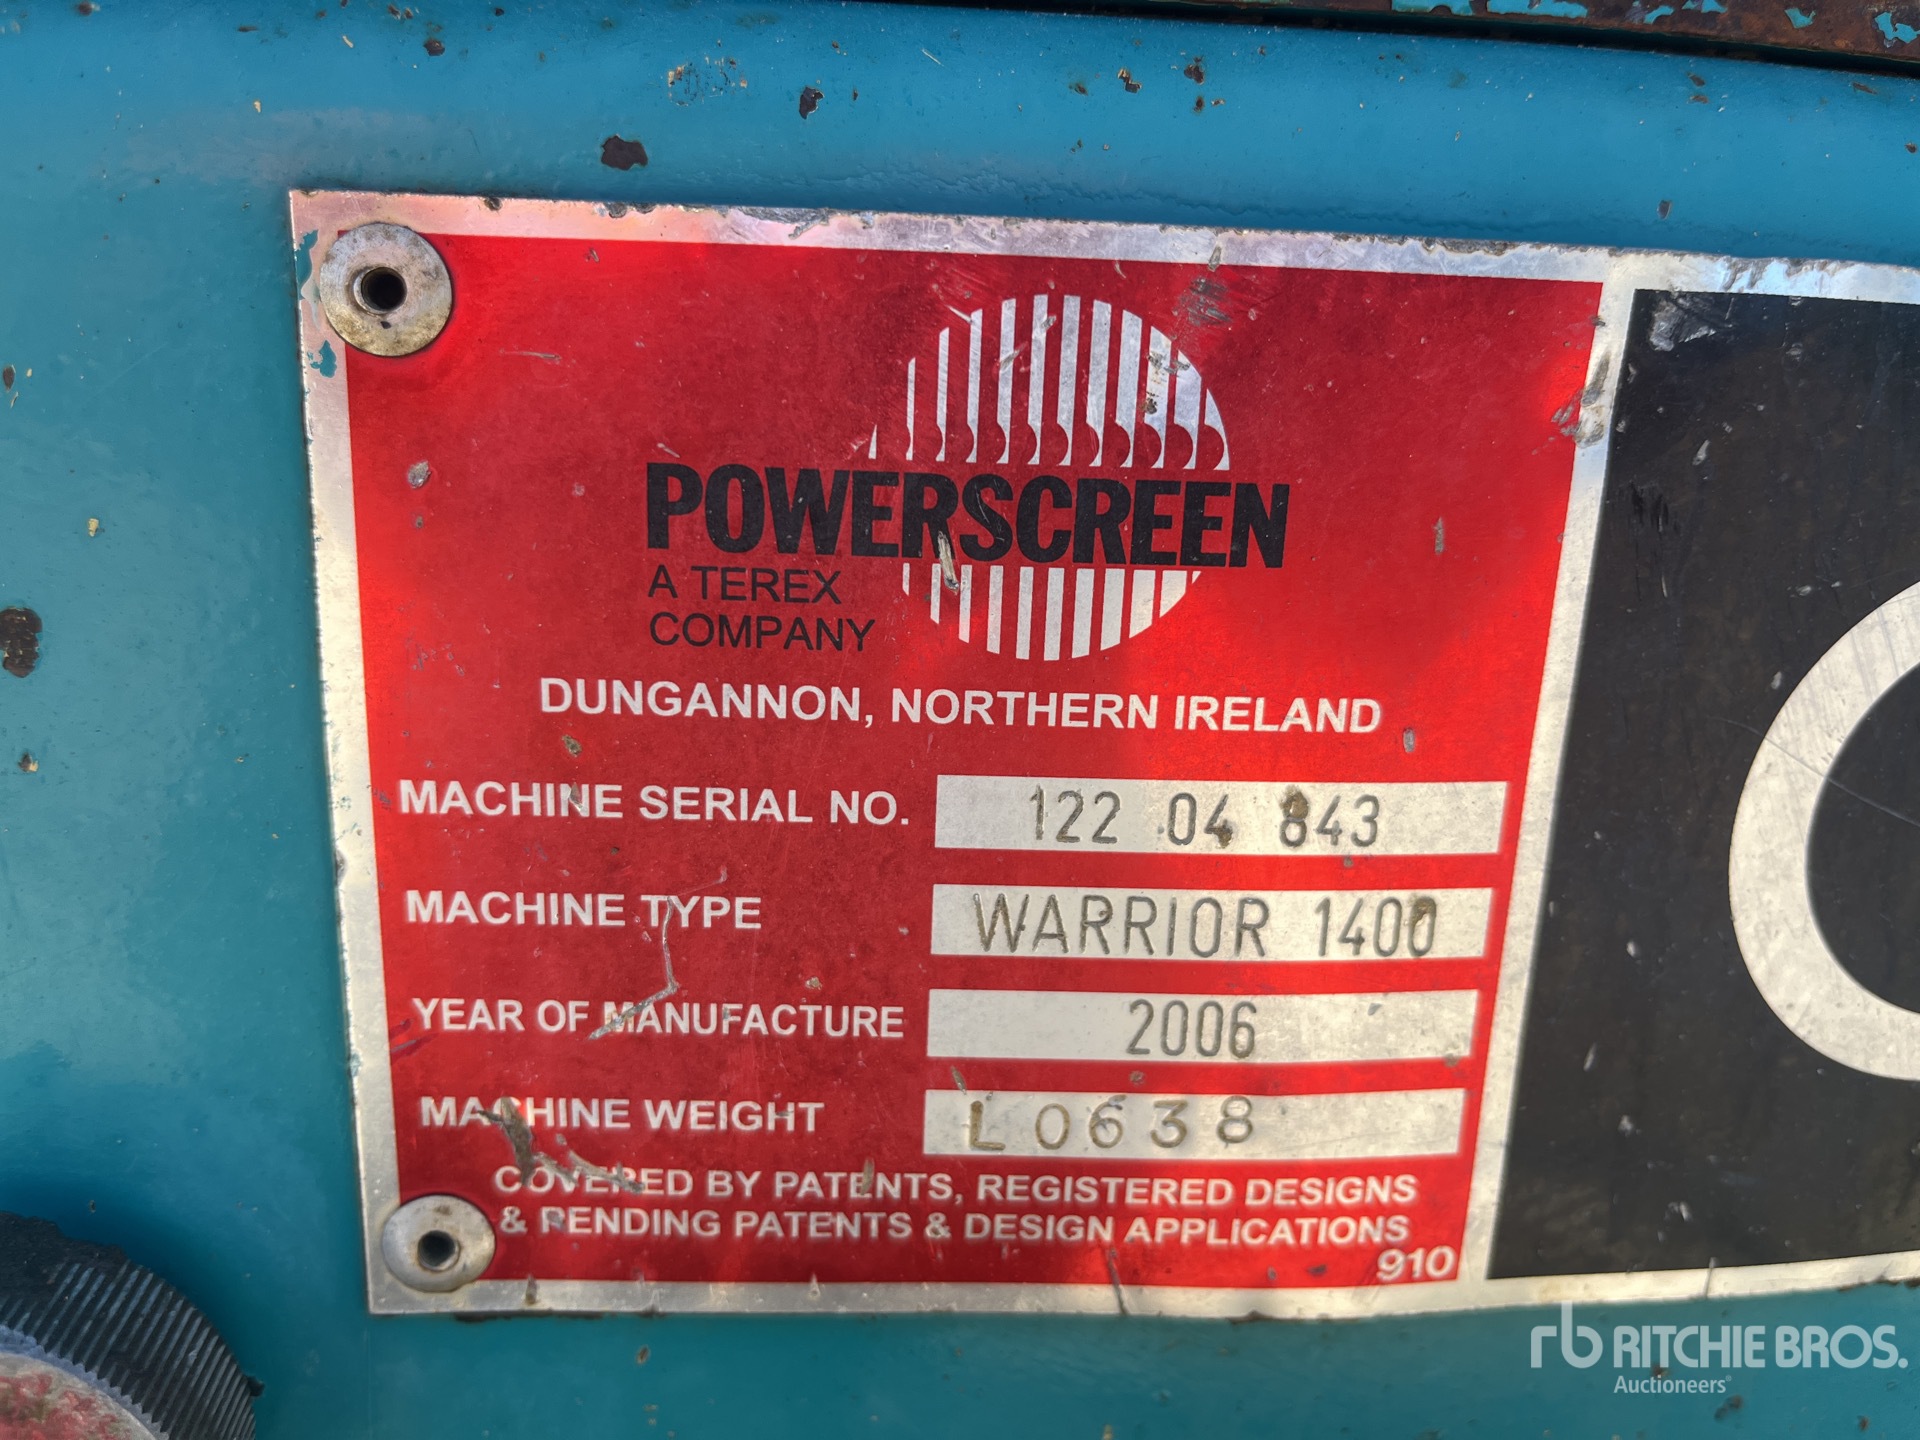 POWERSCREEN
A TEREX
COMPANY
DUNGANNON, NORTHERN IRELAND
MACHINE SERIAL NO. 122 04 843
MACHINE TYPE WARRIOR 1400
YEAR OF MANUFACTURE 2006
MACHINE WEIGHT L0638
COVERED BY PATENTS, REGISTERED DESIGNS
& PENDING PATENTS & DESIGN APPLICATIONS
910
rb RITCHIE BROS.
Auctioneers